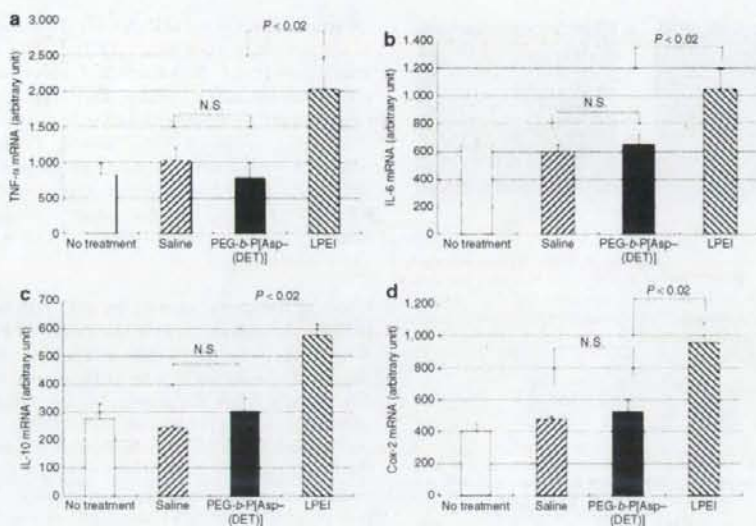 a
TNF-α mRNA (arbitrary unit)
3.000
2.500
2.000
1.500
1.000
500
0
P < 0.02
N.S
No treatment
Saline
PEG-b-P[Asp–
(DET)]
LPEI
b
IL-6 mRNA (arbitrary unit)
1.400
1.200
1.000
800
600
400
200
0
P < 0.02
N.S.
No treatment
Saline
PEG-b-P[Asp–
(DET)]
LPEI
c
IL-10 mRNA (arbitrary unit)
700
600
500
400
300
200
100
0
P < 0.02
N.S.
No treatment
Saline
PEG-b-P[Asp–
(DET)]
LPEI
d
Cox-2 mRNA (arbitrary unit)
1.200
1.000
800
600
400
200
0
P < 0.02
N.S.
No treatment
Saline
PEG-b-P[Asp–
(DET)]
LPEI